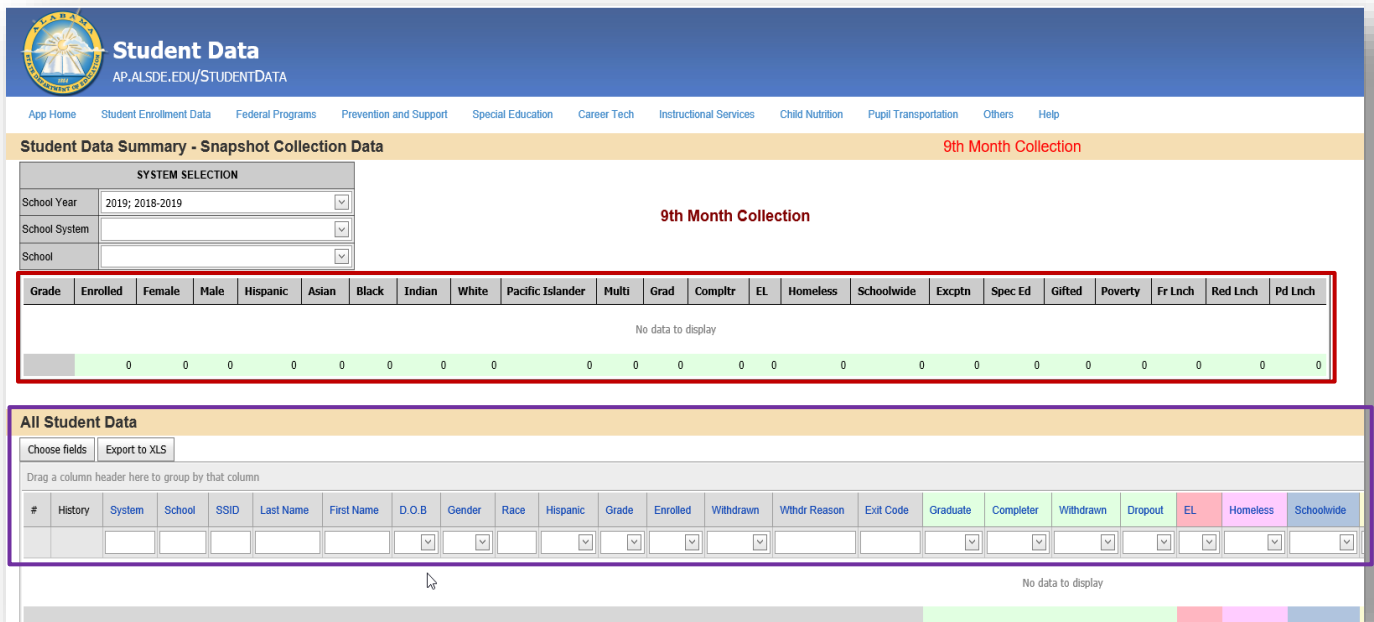 ALABAMA
STATE DEPARTMENT OF EDUCATION
Student Data
AP.ALSDE.EDU/STUDENTDATA
App Home Student Enrollment Data Federal Programs Prevention and Support Special Education Career Tech Instructional Services Child Nutrition Pupil Transportation Others Help
Student Data Summary - Snapshot Collection Data 9th Month Collection
SYSTEM SELECTION
School Year 2019; 2018-2019
School System
School
9th Month Collection
Grade Enrolled Female Male Hispanic Asian Black Indian White Pacific Islander Multi Grad Compltr EL Homeless Schoolwide Excptn Spec Ed Gifted Poverty Fr Lnch Red Lnch Pd Lnch
No data to display
0 0 0 0 0 0 0 0 0 0 0 0 0 0 0 0 0 0 0 0 0 0
All Student Data
Choose fields Export to XLS
Drag a column header here to group by that column
# History System School SSID Last Name First Name D.O.B Gender Race Hispanic Grade Enrolled Withdrawn Wthdr Reason Exit Code Graduate Completer Withdrawn Dropout EL Homeless Schoolwide
No data to display